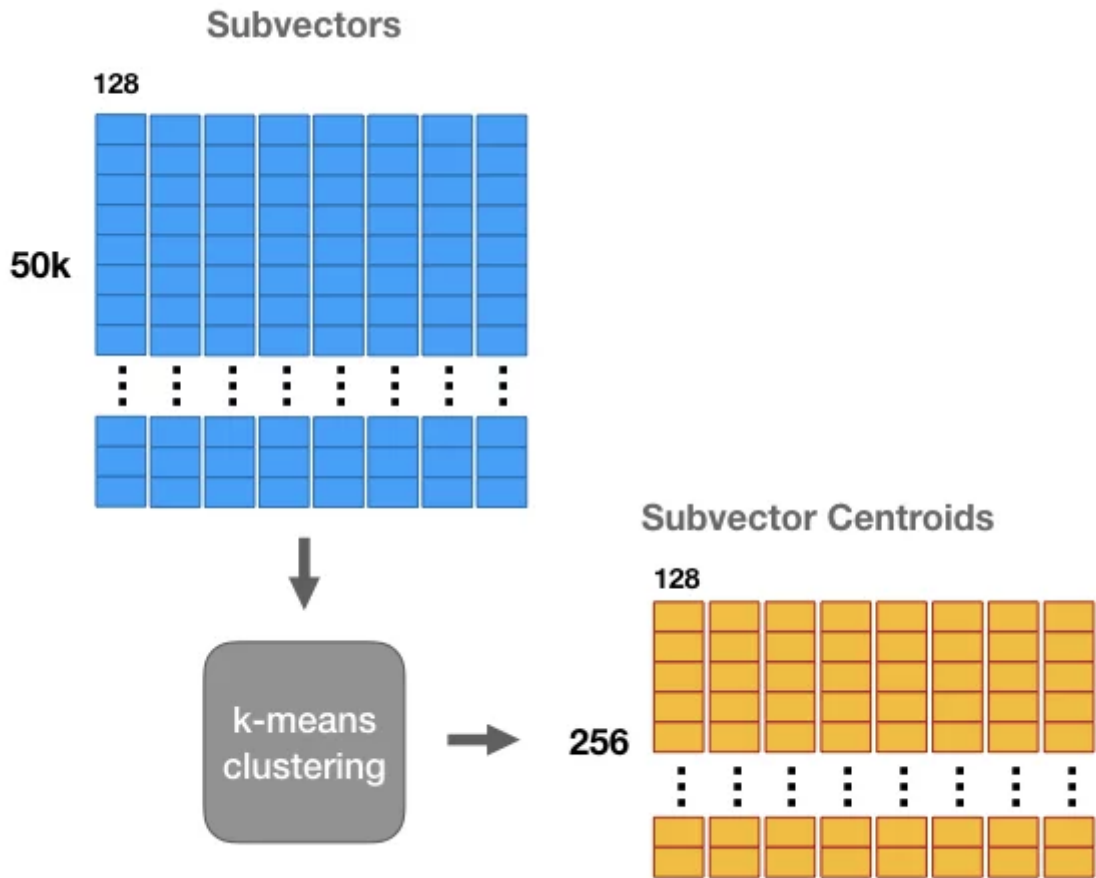 Subvectors
128
50k
k-means
clustering
Subvector Centroids
128
256